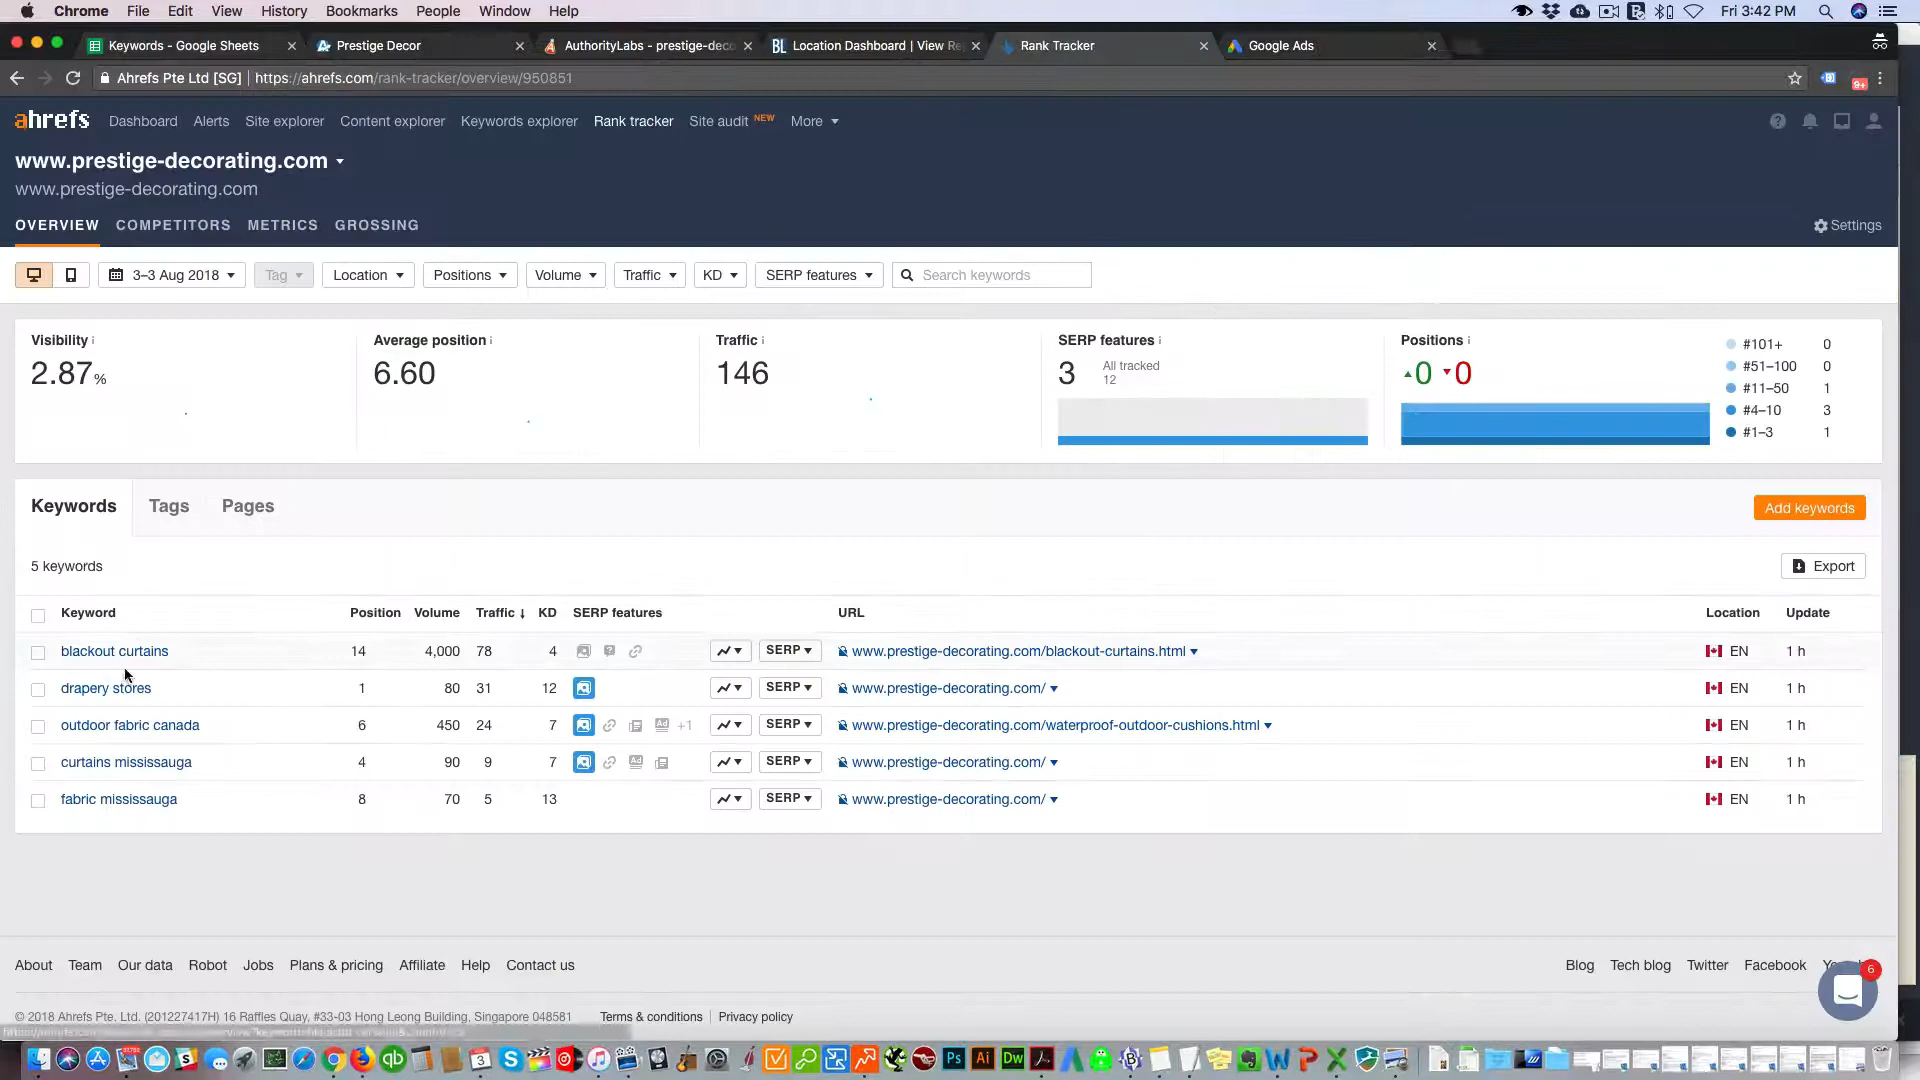 Chrome File Edit View History Bookmarks People Window Help Fri 3:42 PM
Keywords - Google Sheets Prestige Decor AuthorityLabs - prestige-deco BL Location Dashboard | View Re Rank Tracker Google Ads
Ahrefs Pte Ltd [SG] | https://ahrefs.com/rank-tracker/overview/950851 9+
ahrefs Dashboard Alerts Site explorer Content explorer Keywords explorer Rank tracker Site audit NEW More
www.prestige-decorating.com
www.prestige-decorating.com
OVERVIEW COMPETITORS METRICS GROSSING Settings
3–3 Aug 2018 Tag Location Positions Volume Traffic KD SERP features Search keywords
Visibility i Average position i Traffic i SERP features i Positions i #101+ 0
2.87% 6.60 146 3 All tracked 12 0 0 #51–100 0
#11–50 1
#4–10 3
#1–3 1
Keywords Tags Pages Add keywords
5 keywords Export
Keyword Position Volume Traffic ↓ KD SERP features URL Location Update
blackout curtains 14 4,000 78 4 SERP www.prestige-decorating.com/blackout-curtains.html EN 1 h
drapery stores 1 80 31 12 SERP www.prestige-decorating.com/ EN 1 h
outdoor fabric canada 6 450 24 7 Ad +1 SERP www.prestige-decorating.com/waterproof-outdoor-cushions.html EN 1 h
curtains mississauga 4 90 9 7 Ad SERP www.prestige-decorating.com/ EN 1 h
fabric mississauga 8 70 5 13 SERP www.prestige-decorating.com/ EN 1 h
About Team Our data Robot Jobs Plans & pricing Affiliate Help Contact us Blog Tech blog Twitter Facebook 6
© 2018 Ahrefs Pte. Ltd. (201227417H) 16 Raffles Quay, #33-03 Hong Leong Building, Singapore 048581 Terms & conditions | Privacy policy
3 Ps Ai Dw